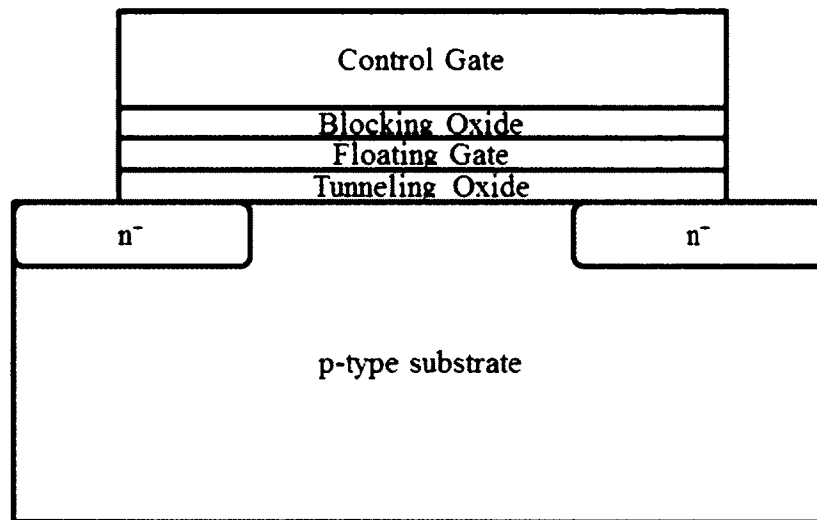 Control Gate
Blocking Oxide
Floating Gate
Tunneling Oxide
n⁻ n⁻
p-type substrate